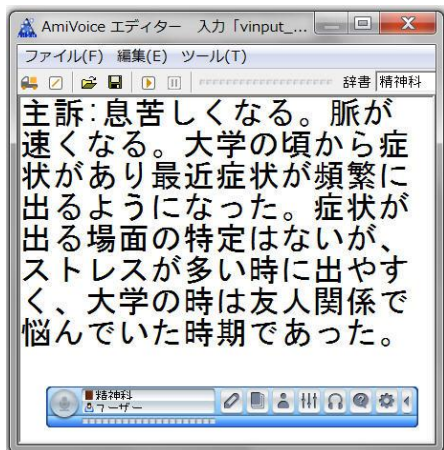 AmiVoice エディター 入力「vinput_...
ファイル(F) 編集(E) ツール(T)
辞書 精神科
主訴:息苦しくなる。脈が
速くなる。大学の頃から症
状があり最近症状が頻繁に
出るようになった。症状が
出る場面の特定はないが、
ストレスが多い時に出やす
く、大学の時は友人関係で
悩んでいた時期であった。
精神科
ユーザー